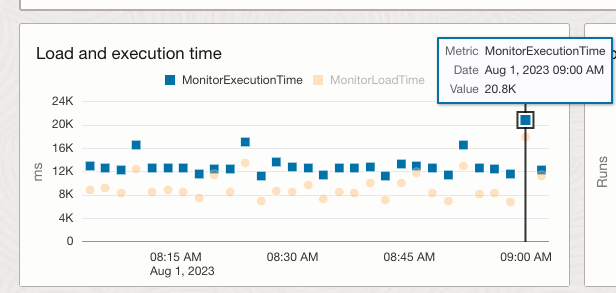 Load and execution time
Metric MonitorExecutionTime
Date Aug 1, 2023 09:00 AM
Value 20.8K
MonitorExecutionTime MonitorLoadTime
24K
20K
16K
12K
8K
4K
0
ms
08:15 AM 08:30 AM 08:45 AM 09:00 AM
Aug 1, 2023
Runs